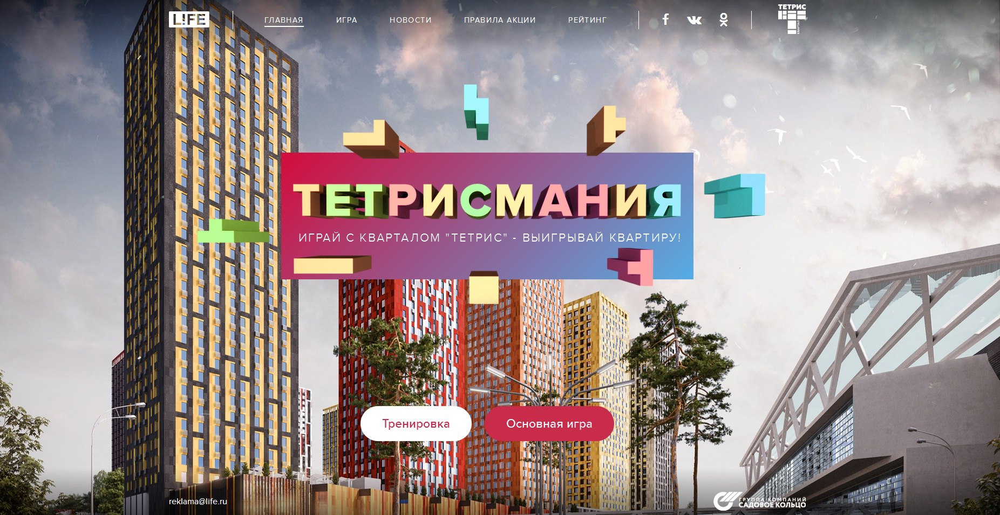 L!FE
ГЛАВНАЯ
ИГРА
НОВОСТИ
ПРАВИЛА АКЦИИ
РЕЙТИНГ
ТЕТРИС
КВАРТАЛ
ТЕТРИСМАНИЯ
ИГРАЙ С КВАРТАЛОМ "ТЕТРИС" - ВЫИГРЫВАЙ КВАРТИРУ!
Тренировка
Основная игра
reklama@life.ru
ГРУППА КОМПАНИЙ
САДОВОЕ КОЛЬЦО